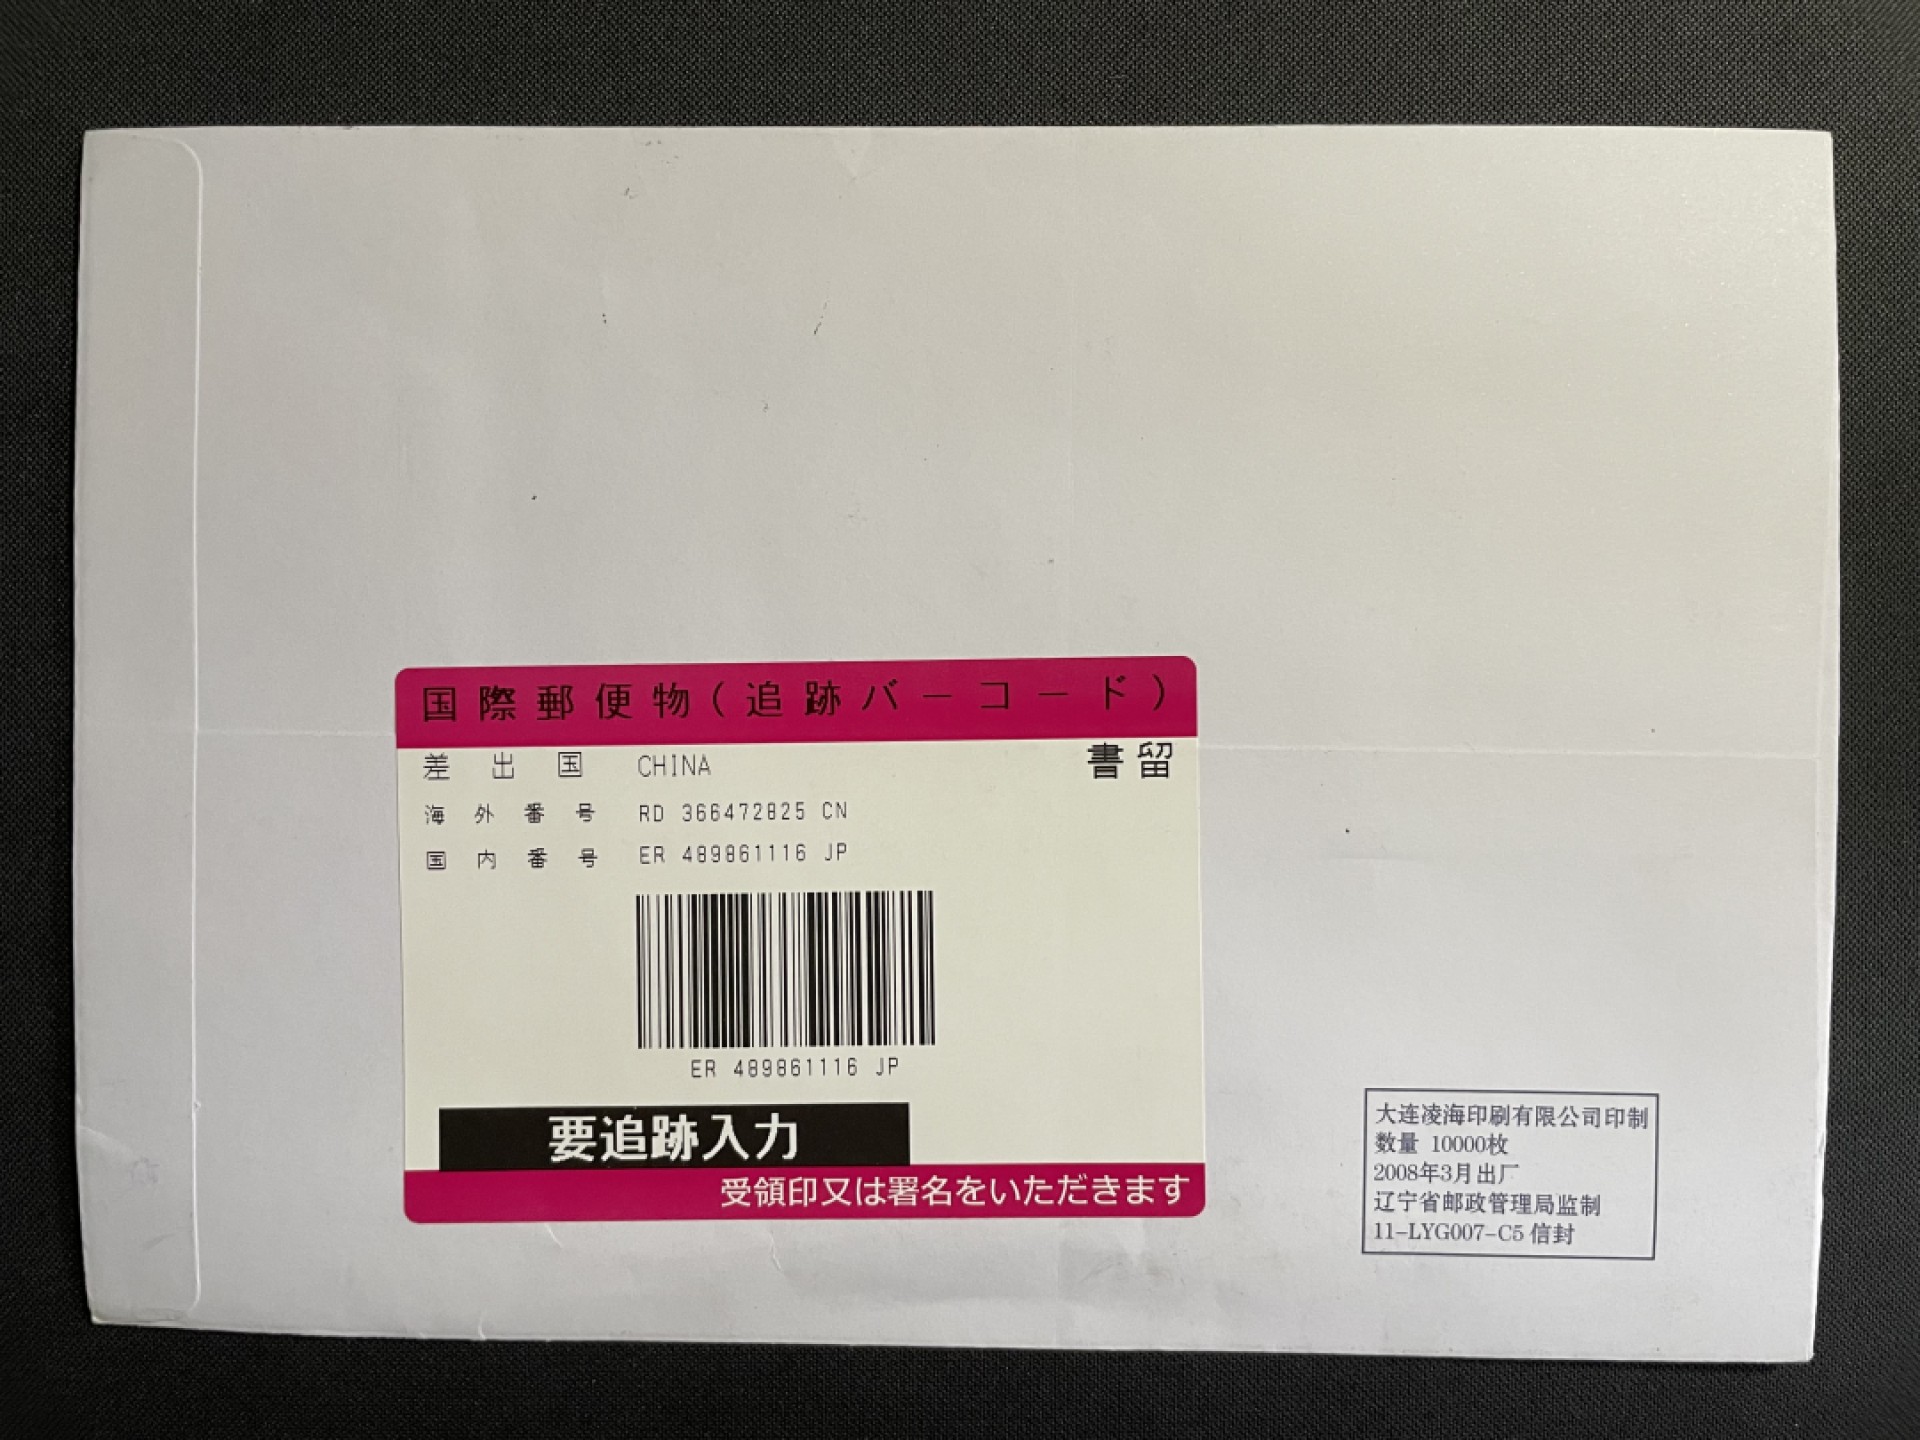 国際郵便物(追跡バーコード)
差出国 CHINA 書留
海外番号 RD 366472825 CN
国内番号 ER 489861116 JP
ER 489861116 JP
要追跡入力
受領印又は署名をいただきます
大连凌海印刷有限公司印制
数量 10000枚
2008年3月出厂
辽宁省邮政管理局监制
11-LYG007-C5 信封